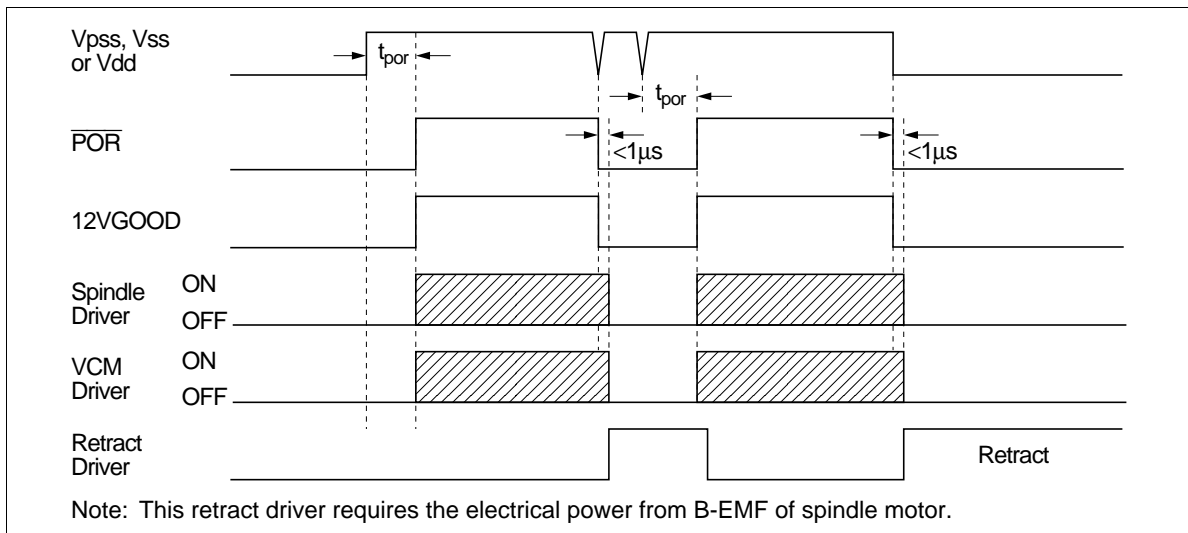 Vpss, Vss
or Vdd
tpor
tpor
POR
<1μs
<1μs
12VGOOD
Spindle
Driver
ON
OFF
VCM
Driver
ON
OFF
Retract
Driver
Retract
Note: This retract driver requires the electrical power from B-EMF of spindle motor.